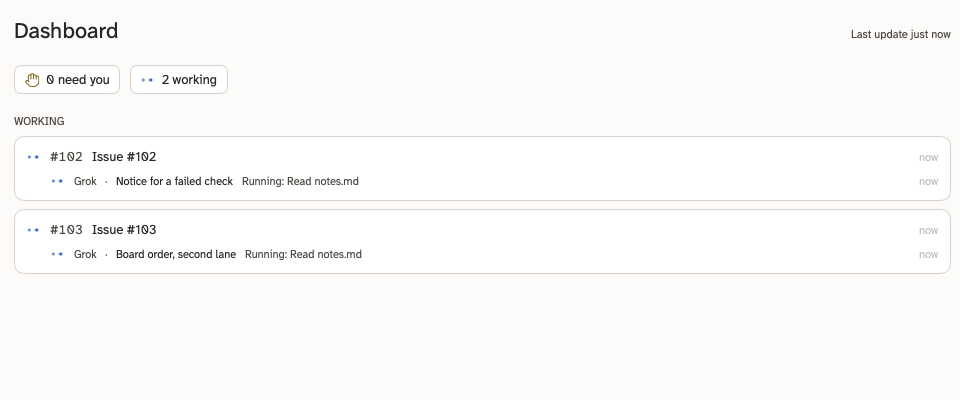 Dashboard
Last update just now
0 need you
2 working
WORKING
#102 Issue #102 now
Grok · Notice for a failed check Running: Read notes.md now
#103 Issue #103 now
Grok · Board order, second lane Running: Read notes.md now